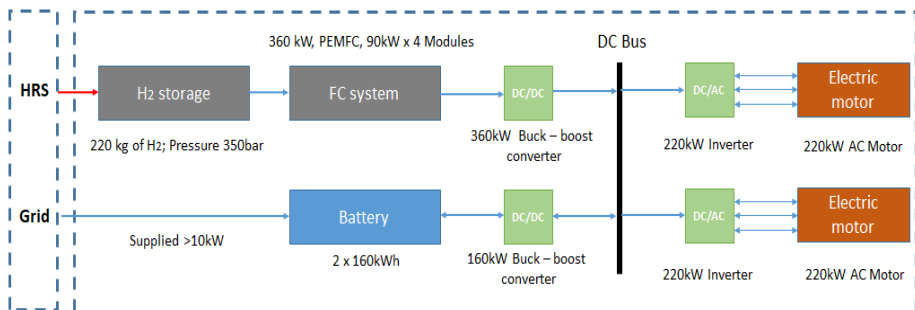 360 kW, PEMFC, 90kW x 4 Modules
DC Bus
HRS
H2 storage
FC system
DC/DC
DC/AC
Electric
motor
220 kg of H2; Pressure 350bar
360kW Buck – boost
converter
220kW Inverter
220kW AC Motor
Grid
Battery
DC/DC
DC/AC
Electric
motor
Supplied >10kW
2 x 160kWh
160kW Buck – boost
converter
220kW Inverter
220kW AC Motor